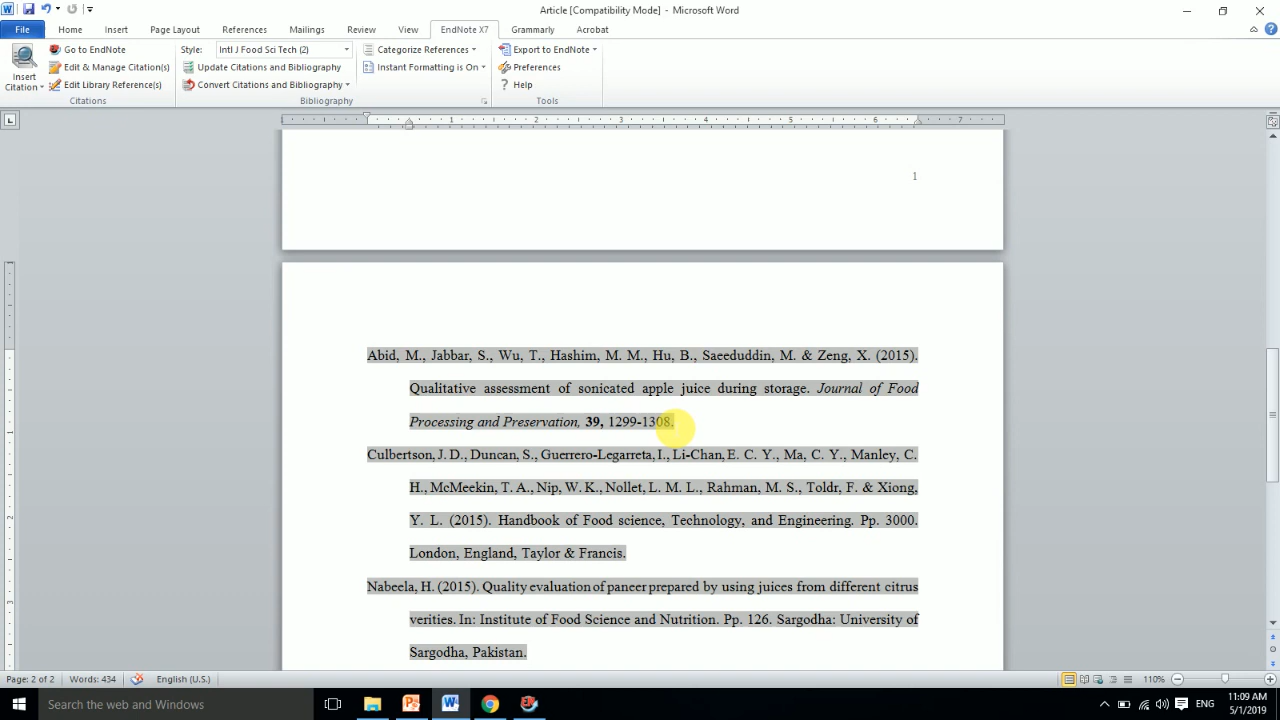 Article [Compatibility Mode] - Microsoft Word
File Home Insert Page Layout References Mailings Review View EndNote X7 Grammarly Acrobat
Insert Citation
Go to EndNote
Edit & Manage Citation(s)
Edit Library Reference(s)
Citations
Style: Intl J Food Sci Tech (2)
Update Citations and Bibliography
Convert Citations and Bibliography
Categorize References
Instant Formatting is On
Bibliography
Export to EndNote
Preferences
Help
Tools
1 2 3 4 5 6 7
1
Abid, M., Jabbar, S., Wu, T., Hashim, M. M., Hu, B., Saeeduddin, M. & Zeng, X. (2015).
Qualitative assessment of sonicated apple juice during storage. Journal of Food
Processing and Preservation, 39, 1299-1308.
Culbertson, J. D., Duncan, S., Guerrero-Legarreta, I., Li-Chan, E. C. Y., Ma, C. Y., Manley, C.
H., McMeekin, T. A., Nip, W. K., Nollet, L. M. L., Rahman, M. S., Toldr, F. & Xiong,
Y. L. (2015). Handbook of Food science, Technology, and Engineering. Pp. 3000.
London, England, Taylor & Francis.
Nabeela, H. (2015). Quality evaluation of paneer prepared by using juices from different citrus
verities. In: Institute of Food Science and Nutrition. Pp. 126. Sargodha: University of
Sargodha, Pakistan.
Page: 2 of 2 Words: 434 English (U.S.) 110%
Search the web and Windows
ENG
11:09 AM
5/1/2019